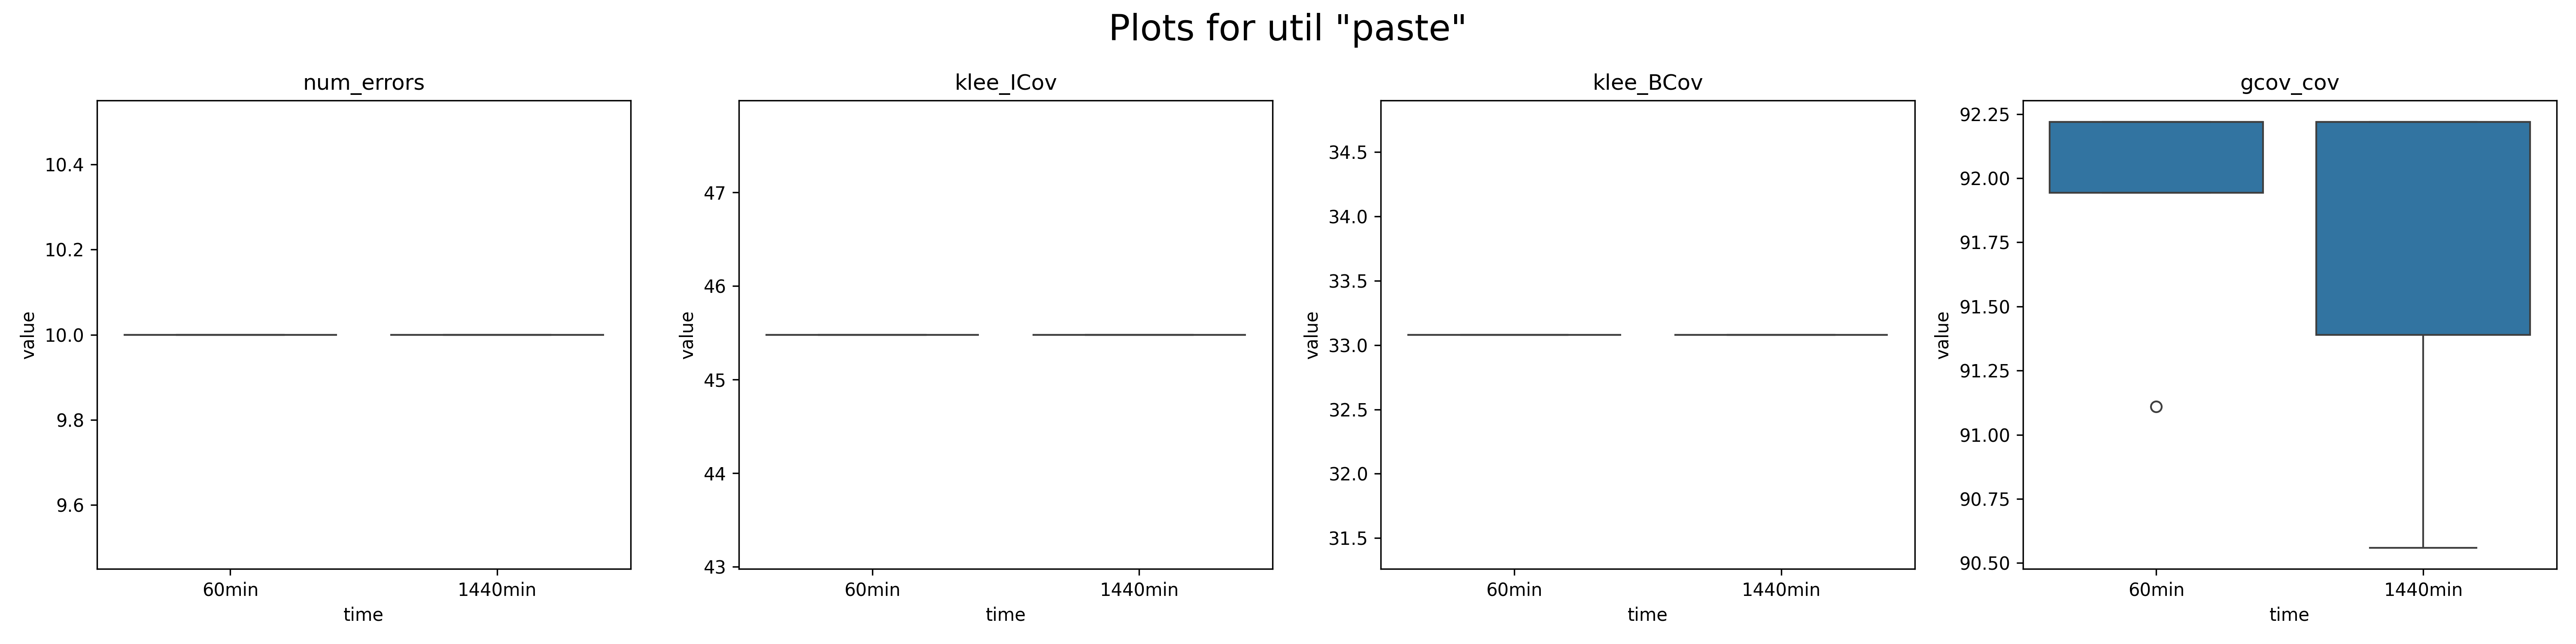 Plots for util "paste"
num_errors
10.4
10.2
10.0
9.8
9.6
value
60min
1440min
time
klee_ICov
47
46
45
44
43
value
60min
1440min
time
klee_BCov
34.5
34.0
33.5
33.0
32.5
32.0
31.5
value
60min
1440min
time
gcov_cov
92.25
92.00
91.75
91.50
91.25
91.00
90.75
90.50
value
60min
1440min
time